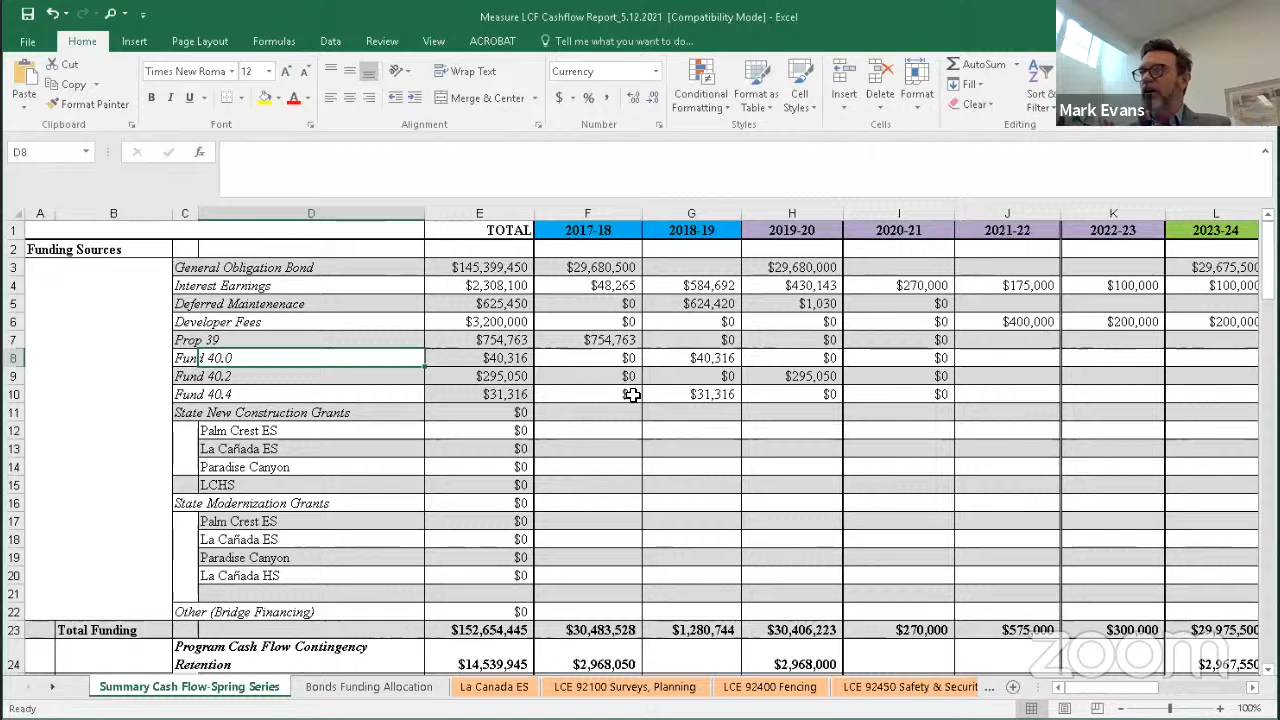 Measure LCF Cashflow Report_5.12.2021 [Compatibility Mode] - Excel
File Home Insert Page Layout Formulas Data Review View ACROBAT Tell me what you want to do...
Paste Cut Copy Format Painter Clipboard
Times New Roma 12 B I U Font
Wrap Text Merge & Center Alignment
Currency $ % , Number
Conditional Formatting Format as Table Cell Styles Styles
Insert Delete Format Cells
AutoSum Fill Clear Sort & Editing
Mark Evans
D8 fx
A B C D E F G H I J K L
1 TOTAL 2017-18 2018-19 2019-20 2020-21 2021-22 2022-23 2023-24
2 Funding Sources
3 General Obligation Bond $145,399,450 $29,680,500 $29,680,000 $29,675,500
4 Interest Earnings $2,308,100 $48,265 $584,692 $430,143 $270,000 $175,000 $100,000 $100,000
5 Deferred Maintenenace $625,450 $0 $624,420 $1,030 $0
6 Developer Fees $3,200,000 $0 $0 $0 $0 $400,000 $200,000 $200,000
7 Prop 39 $754,763 $754,763 $0 $0 $0
8 Fund 40.0 $40,316 $0 $40,316 $0 $0
9 Fund 40.2 $295,050 $0 $0 $295,050 $0
10 Fund 40.4 $31,316 $31,316 $0 $0
11 State New Construction Grants $0
12 Palm Crest ES $0
13 La Cañada ES $0
14 Paradise Canyon $0
15 LCHS $0
16 State Modernization Grants $0
17 Palm Crest ES $0
18 La Cañada ES $0
19 Paradise Canyon $0
20 La Cañada HS $0
21 $0
22 Other (Bridge Financing) $0
23 Total Funding $152,654,445 $30,483,528 $1,280,744 $30,406,223 $270,000 $575,000 $300,000 $29,975,500
Program Cash Flow Contingency
24 Retention $14,539,945 $2,968,050 $2,968,000 $2,967,550
zoom
Summary Cash Flow-Spring Series Bonds Funding Allocation La Canada ES LCE 92100 Surveys, Planning LCE 92400 Fencing LCE 92450 Safety & Securit ...
Ready 100%